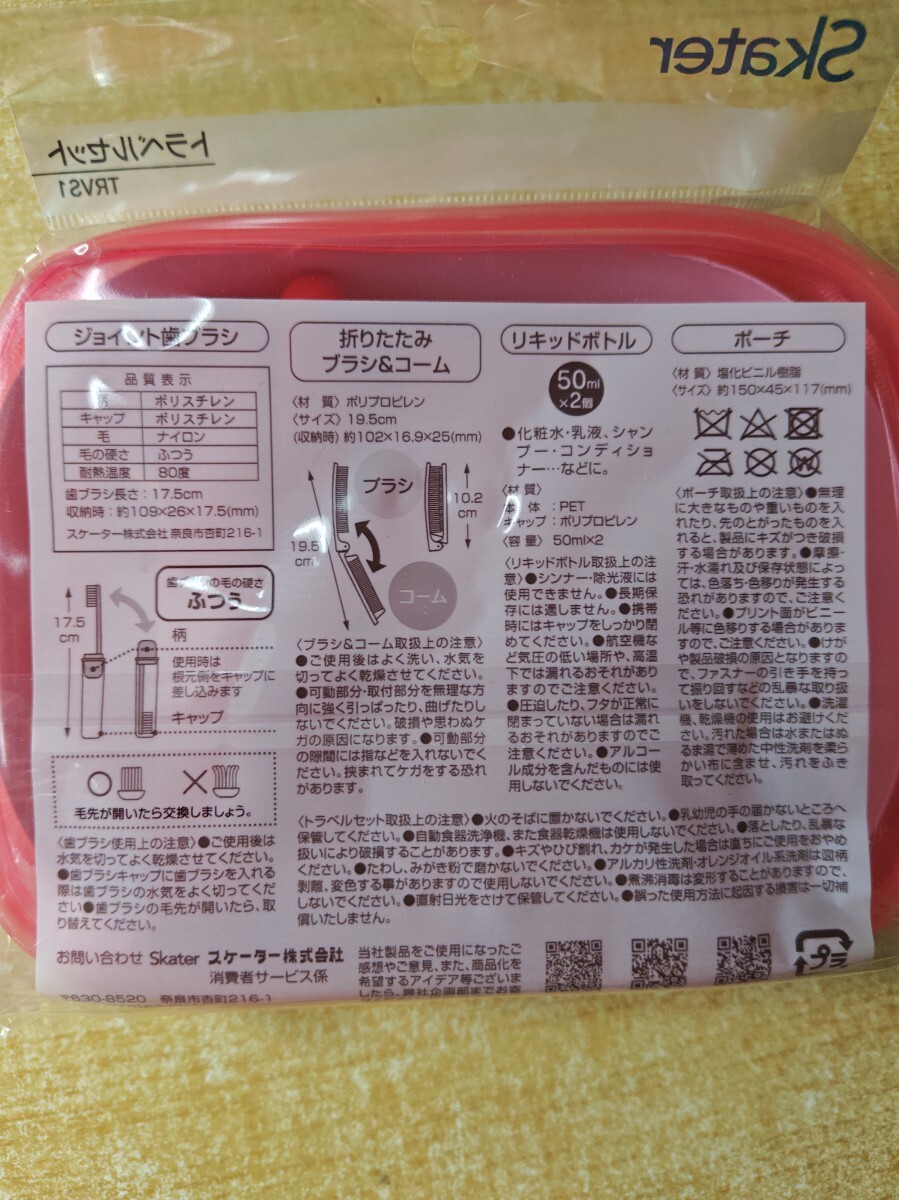 Skater
トラベルセット
TRVS1
ジョイント歯ブラシ
品質表示
柄 ポリスチレン
キャップ ポリスチレン
毛 ナイロン
毛の硬さ ふつう
耐熱温度 80度
歯ブラシ長さ：17.5cm
収納時：約109×26×17.5(mm)
スケーター株式会社 奈良市杏町216-1
17.5
cm
歯ブラシの毛の硬さ
ふつう
柄
使用時は
根元側をキャップに
差し込みます
キャップ
毛先が開いたら交換しましょう。
〈歯ブラシ使用上の注意〉●ご使用後は
水気を切ってよく乾燥させてください。
●歯ブラシキャップに歯ブラシを入れる
際は歯ブラシの水気をよく切ってくだ
さい●歯ブラシの毛先が開いたら、取
り替えてください。
折りたたみ
ブラシ&コーム
〈材 質〉ポリプロピレン
〈サイズ〉19.5cm
(収納時)約102×16.9×25(mm)
ブラシ
10.2
cm
19.5
cm
コーム
〈ブラシ&コーム取扱上の注意〉
●ご使用後はよく洗い、水気を
切ってよく乾燥させてください。
●可動部分・取付部分を無理な方
向に強く引っぱったり、曲げたりし
ないでください。破損や思わぬケ
ガの原因になります。●可動部分
の隙間には指などを入れないでく
ださい。挟まれてケガをする恐れ
があります。
リキッドボトル
50ml
×2個
●化粧水・乳液、シャン
プー・コンディショ
ナー…などに。
〈材 質〉
本 体：PET
キャップ：ポリプロピレン
〈容 量〉50ml×2
〈リキッドボトル取扱上の注
意〉●シンナー・除光液には
使用できません。●長期保
存には適しません。●携帯
時にはキャップをしっかり閉
めてください。●航空機な
ど気圧の低い場所や、高温
下では漏れるおそれがあり
ますのでご注意ください。
●圧迫したり、フタが正常に
閉まっていない場合は漏れ
るおそれがありますのでご
注意ください。●アルコー
ル成分を含んだものには使
用しないでください。
ポーチ
〈材 質〉塩化ビニル樹脂
〈サイズ〉約150×45×117(mm)
〈ポーチ取扱上の注意〉●無理
に大きなものや重いものを入
れたり、先のとがったものを入
れると、製品にキズがつき破損
する場合があります。●摩擦・
汗・水濡れ及び保存状態によっ
ては、色落ち・色移りが発生する
恐れがありますので、ご注意く
ださい。●プリント面がビニー
ル等に色移りする場合がありま
すので、ご注意ください。●けが
や製品破損の原因となりますの
で、ファスナーの引き手を持っ
て振り回すなどの乱暴な取り扱
いをしないでください。●洗濯
機、乾燥機の使用はお避けくだ
さい。汚れた場合は水またはぬ
るま湯で薄めた中性洗剤を柔ら
かい布に含ませ、汚れをふき
取ってください。
〈トラベルセット取扱上の注意〉●火のそばに置かないでください。●乳幼児の手の届かないところへ
保管してください。●自動食器洗浄機、また食器乾燥機は使用しないでください。●落としたり、乱暴な
扱いにより破損することがあります。●キズやひび割れ、カケが発生した場合は直ちにご使用をおやめ
ください。●たわし、みがき粉で磨かないでください。●アルカリ性洗剤・オレンジオイル系洗剤は図柄
剥離、変色する事がありますので使用しないでください。●煮沸消毒は変形することがありますので、
しないでください。●直射日光をさけて保管してください。●誤った使用方法に起因する損害は一切補
償いたしません。
お問い合わせ Skater スケーター株式会社
消費者サービス係
〒630-8520 奈良市杏町216-1
当社製品をご使用になったご
感想やご意見、また、商品化を
希望するアイデア等ございま
したら、弊社企画部までお寄
プラ